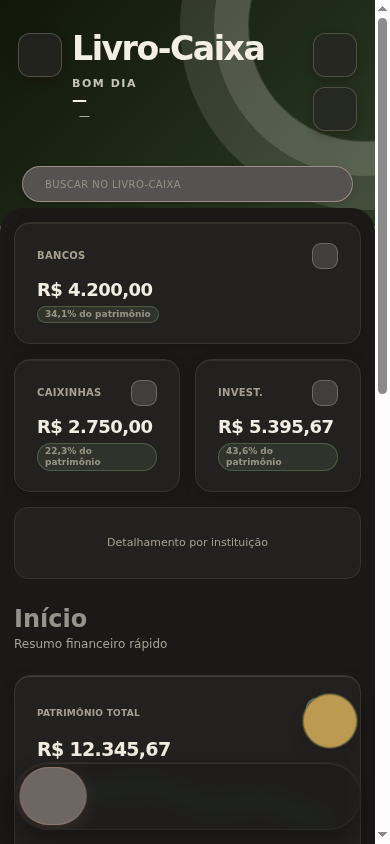 Livro-Caixa
BOM DIA
—
—
BUSCAR NO LIVRO-CAIXA
BANCOS
R$ 4.200,00
34,1% do patrimônio
CAIXINHAS
R$ 2.750,00
22,3% do
patrimônio
INVEST.
R$ 5.395,67
43,6% do
patrimônio
Detalhamento por instituição
Início
Resumo financeiro rápido
PATRIMÔNIO TOTAL
R$ 12.345,67